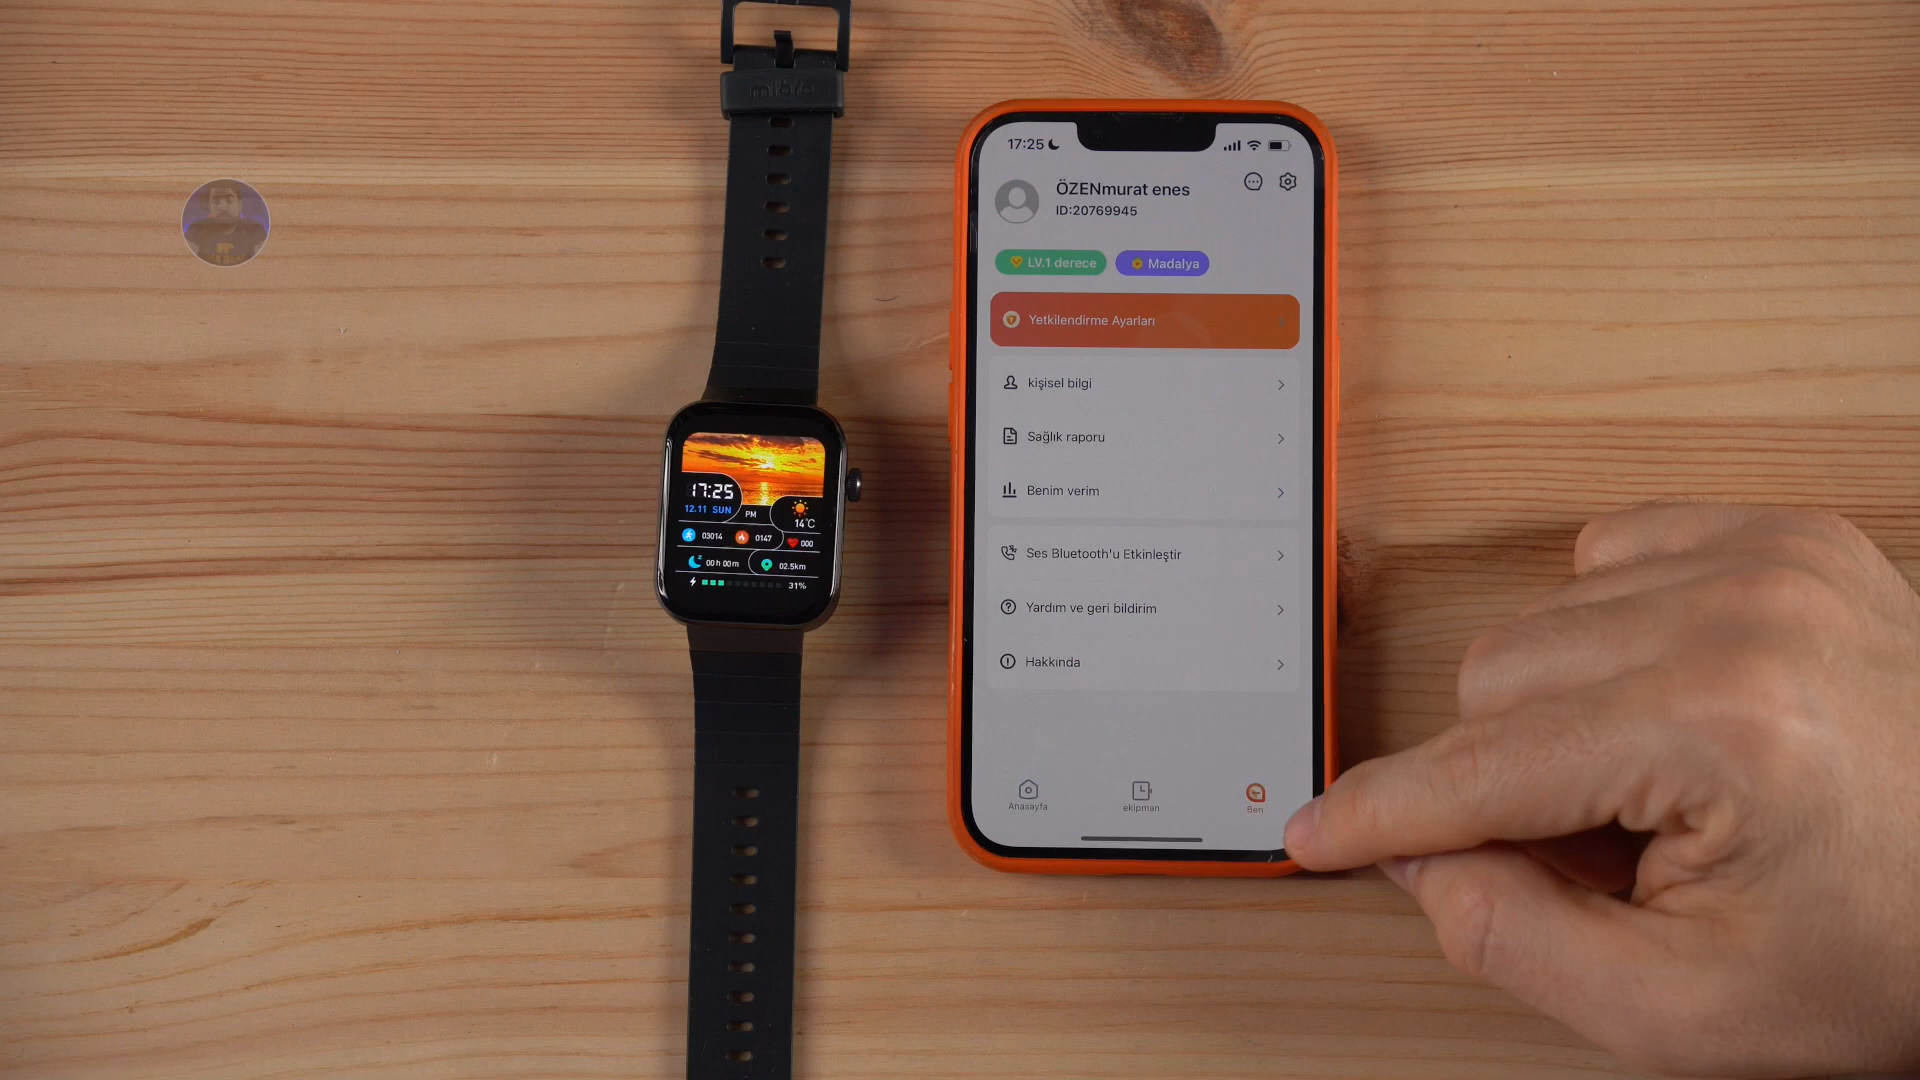 mibro
17:25
12.11 SUN
PM
14°C
03014
0147
000
00h 00m
02.5km
31%
17:25
ÖZENmurat enes
ID:20769945
LV.1 derece
Madalya
Yetkilendirme Ayarları
kişisel bilgi
Sağlık raporu
Benim verim
Ses Bluetooth'u Etkinleştir
Yardım ve geri bildirim
Hakkında
Anasayfa
ekipman
Ben